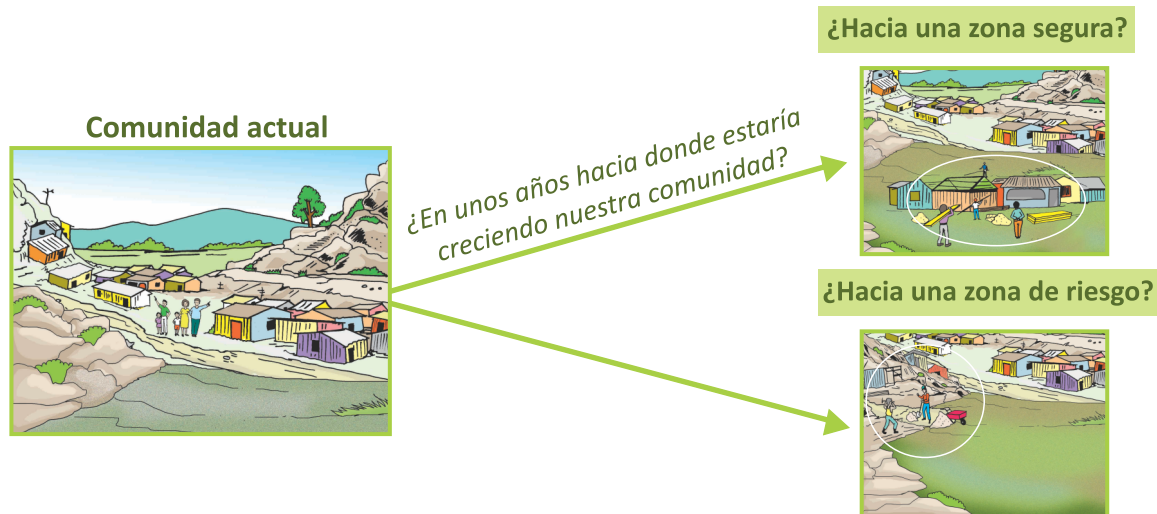 Comunidad actual
¿En unos años hacia donde estaría
creciendo nuestra comunidad?
¿Hacia una zona segura?
¿Hacia una zona de riesgo?